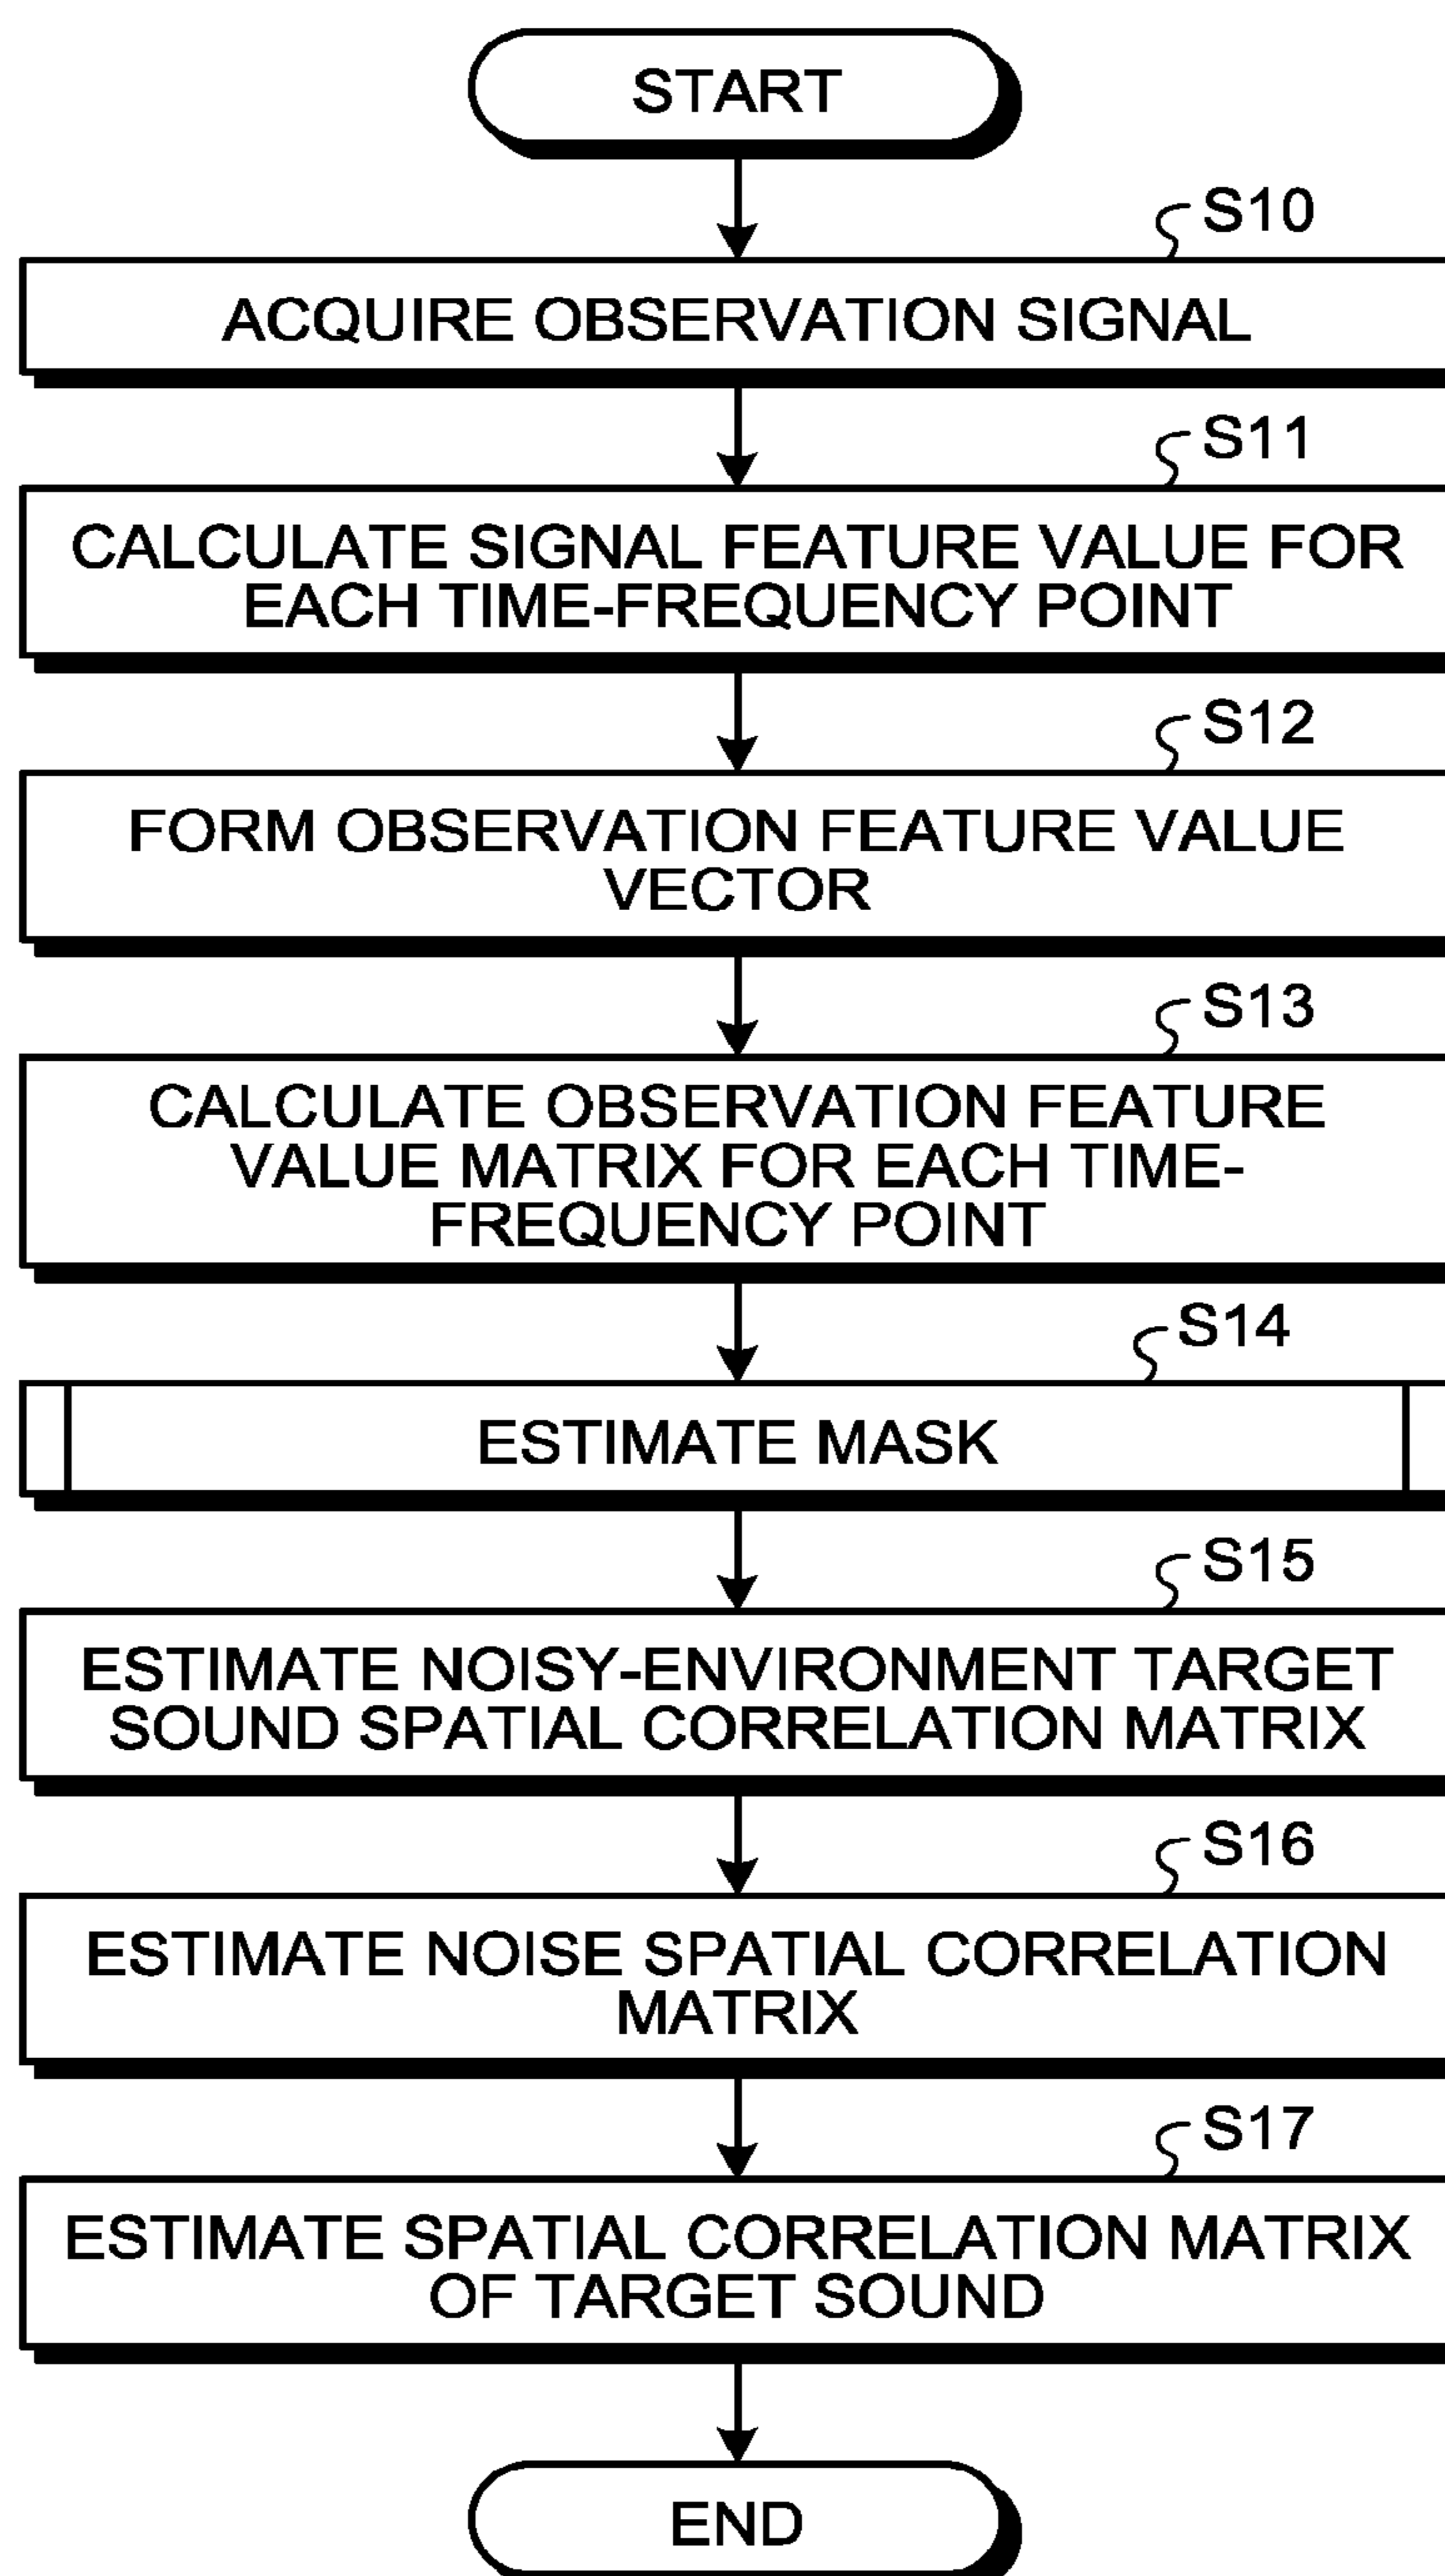 START
S10
ACQUIRE OBSERVATION SIGNAL
S11
CALCULATE SIGNAL FEATURE VALUE FOR
EACH TIME-FREQUENCY POINT
S12
FORM OBSERVATION FEATURE VALUE
VECTOR
S13
CALCULATE OBSERVATION FEATURE
VALUE MATRIX FOR EACH TIME-
FREQUENCY POINT
S14
ESTIMATE MASK
S15
ESTIMATE NOISY-ENVIRONMENT TARGET
SOUND SPATIAL CORRELATION MATRIX
S16
ESTIMATE NOISE SPATIAL CORRELATION
MATRIX
S17
ESTIMATE SPATIAL CORRELATION MATRIX
OF TARGET SOUND
END